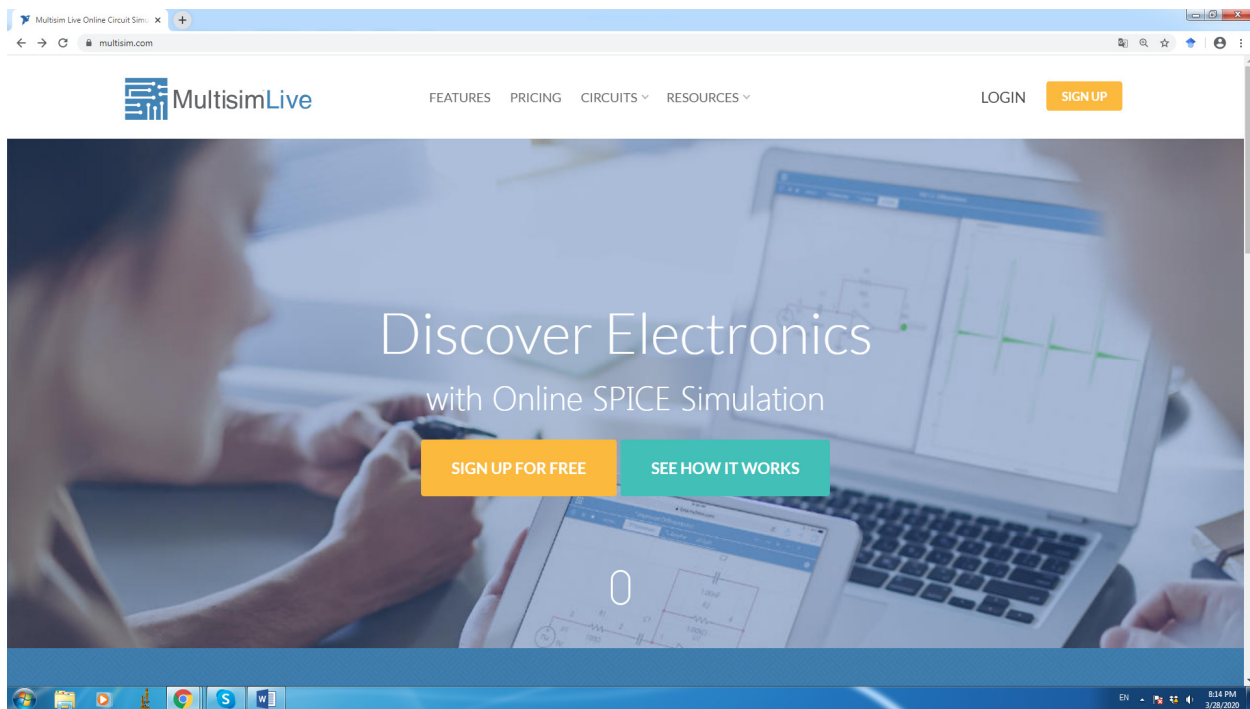 Multisim Live Online Circuit Sim
multisim.com
MultisimLive
FEATURES PRICING CIRCUITS RESOURCES
LOGIN SIGN UP
Discover Electronics
with Online SPICE Simulation
SIGN UP FOR FREE SEE HOW IT WORKS
EN
8:14 PM
3/28/2020